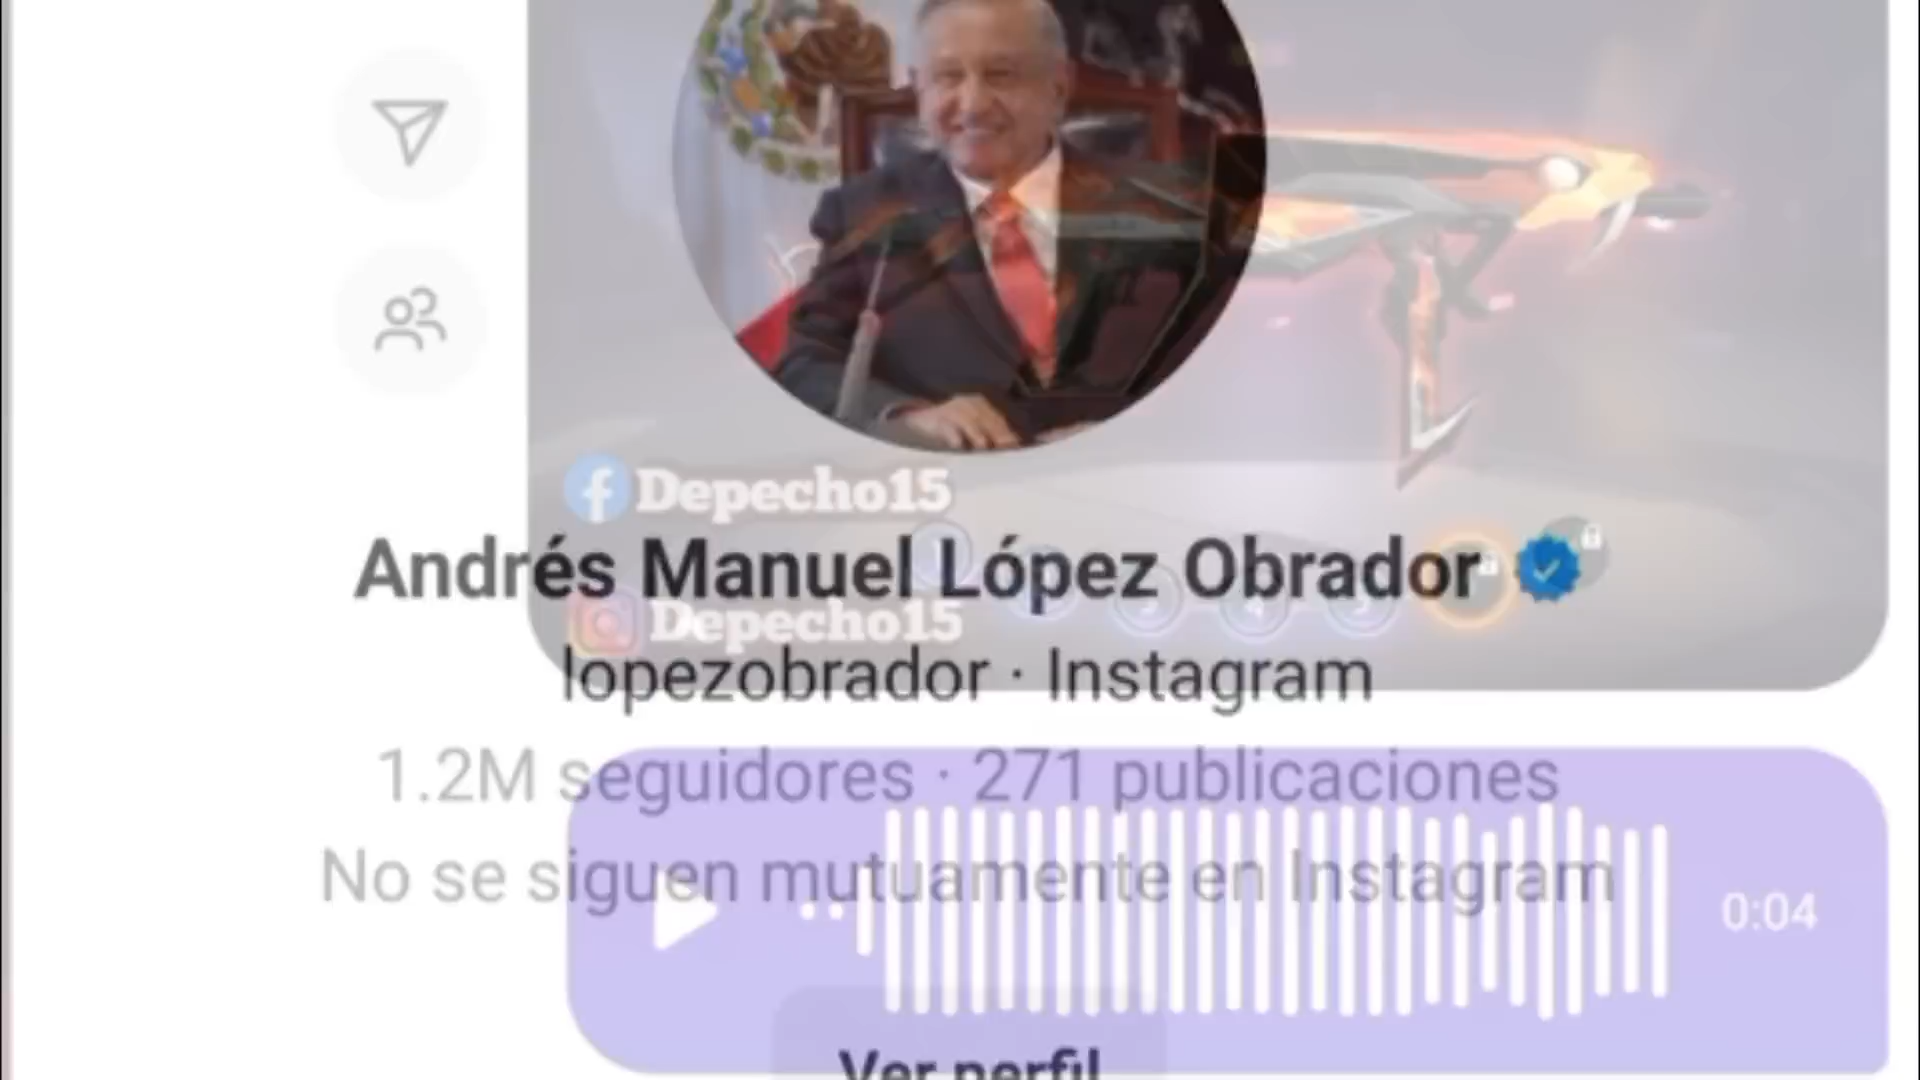 Depecho15
Andrés Manuel López Obrador
Depecho15
lopezobrador · Instagram
1.2M seguidores · 271 publicaciones
No se siguen mutuamente en Instagram
0:04
Ver perfil